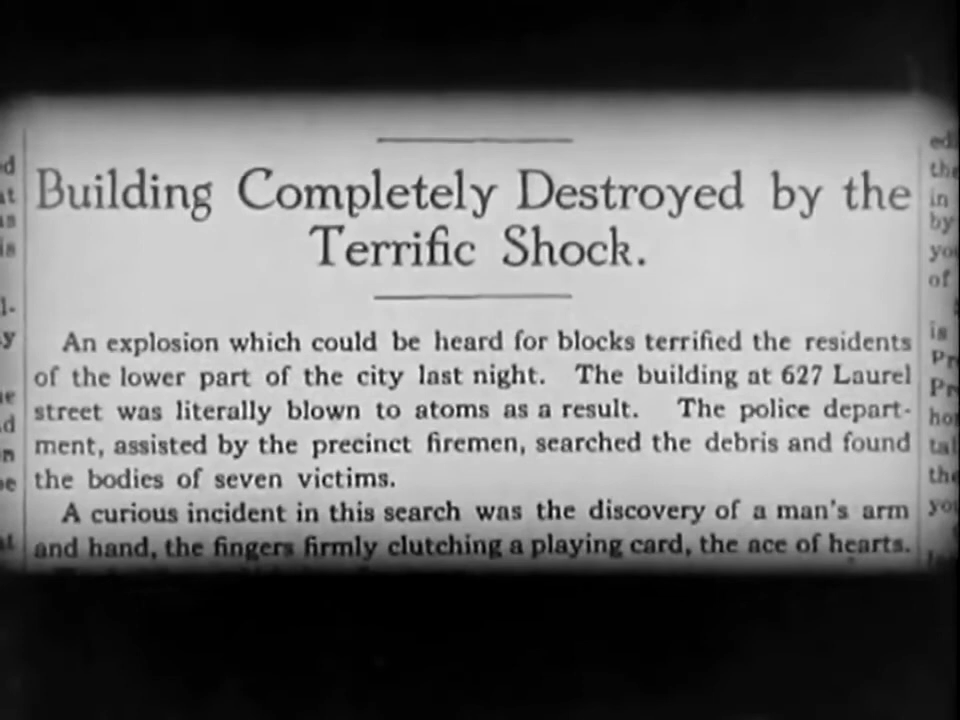 Building Completely Destroyed by the
Terrific Shock.
An explosion which could be heard for blocks terrified the residents
of the lower part of the city last night. The building at 627 Laurel
street was literally blown to atoms as a result. The police depart-
ment, assisted by the precinct firemen, searched the debris and found
the bodies of seven victims.
A curious incident in this search was the discovery of a man's arm
and hand, the fingers firmly clutching a playing card, the ace of hearts.
in
by
of
is